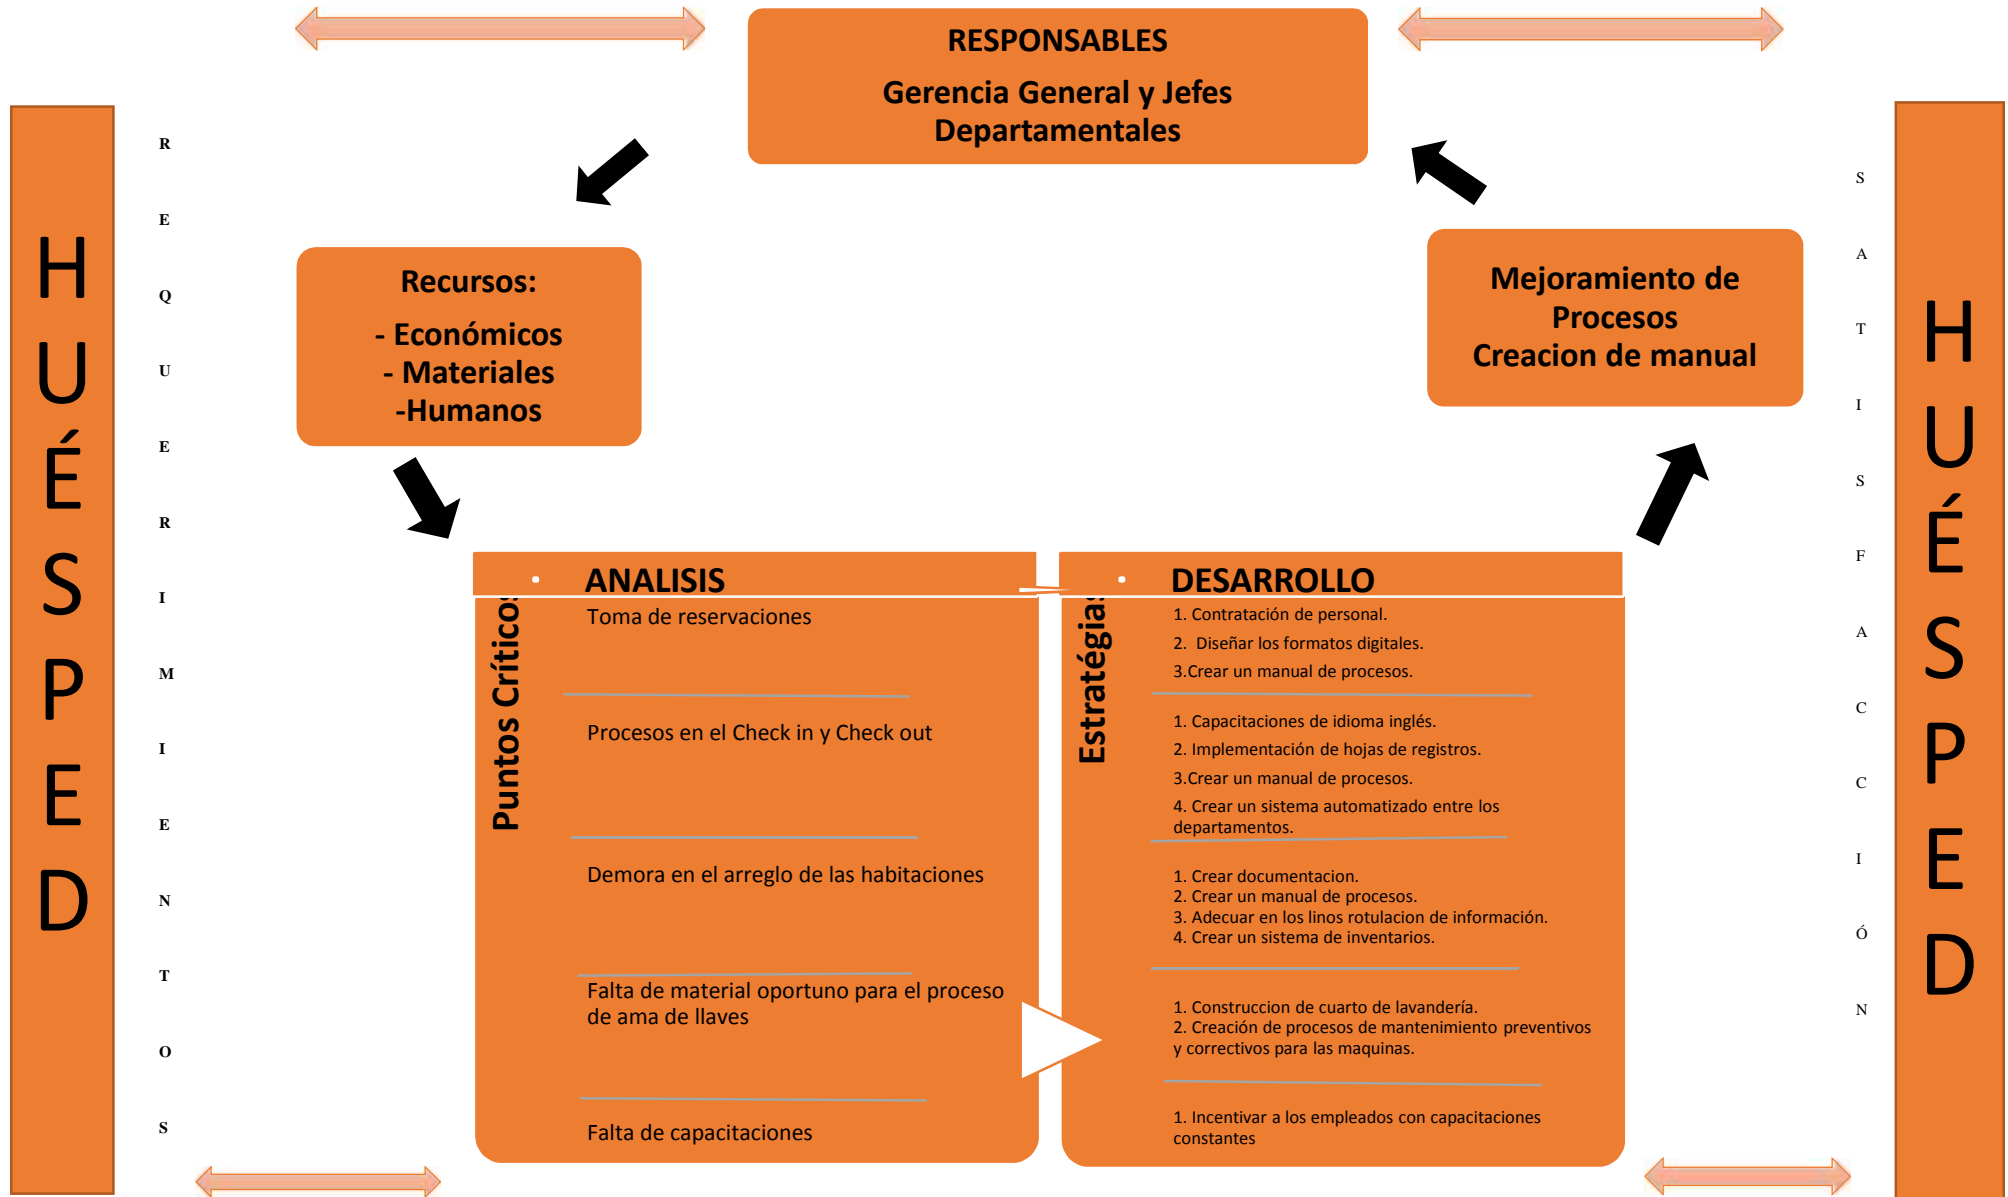 RESPONSABLES
Gerencia General y Jefes
Departamentales
HUÉSPED
REQUERIMIENTOS
Recursos:
- Económicos
- Materiales
-Humanos
Mejoramiento de
Procesos
Creacion de manual
SATISFACCIÓN
HUÉSPED
• ANALISIS
Puntos Críticos
Toma de reservaciones
Procesos en el Check in y Check out
Demora en el arreglo de las habitaciones
Falta de material oportuno para el proceso
de ama de llaves
Falta de capacitaciones
• DESARROLLO
Estratégias
1. Contratación de personal.
2. Diseñar los formatos digitales.
3.Crear un manual de procesos.
1. Capacitaciones de idioma inglés.
2. Implementación de hojas de registros.
3.Crear un manual de procesos.
4. Crear un sistema automatizado entre los
departamentos.
1. Crear documentacion.
2. Crear un manual de procesos.
3. Adecuar en los linos rotulacion de información.
4. Crear un sistema de inventarios.
1. Construccion de cuarto de lavandería.
2. Creación de procesos de mantenimiento preventivos
y correctivos para las maquinas.
1. Incentivar a los empleados con capacitaciones
constantes